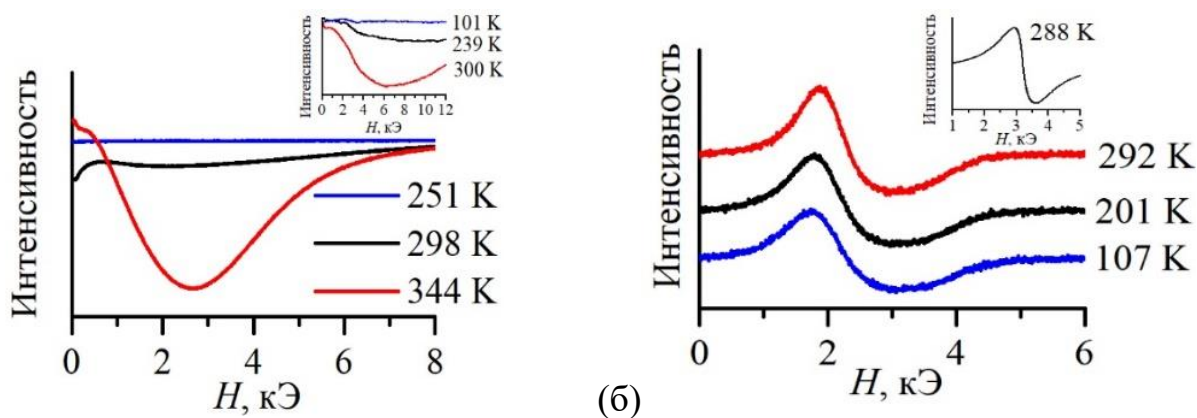 101 K
239 K
300 K
Интенсивность
0 2 4 6 8 10 12
H, кЭ
Интенсивность
251 K
298 K
344 K
0 2 4 6 8
H, кЭ
(б)
288 K
Интенсивность
1 2 3 4 5
H, кЭ
Интенсивность
292 K
201 K
107 K
0 2 4 6
H, кЭ